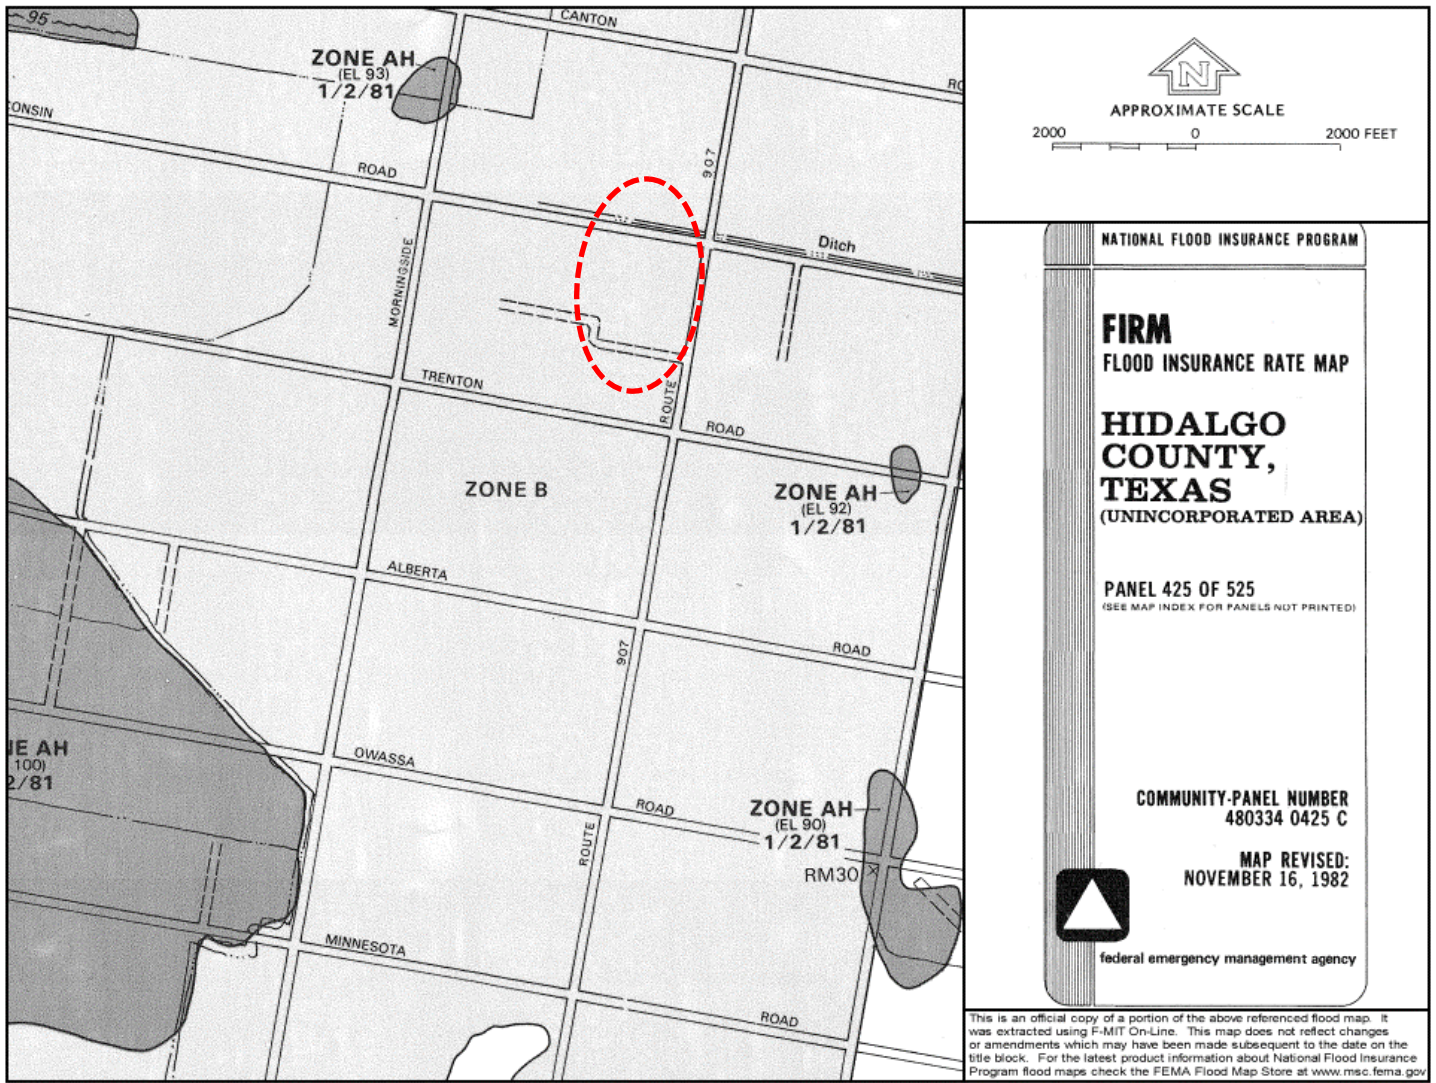 95
CANTON
ROAD
ZONE AH
(EL 93)
1/2/81
CONSIN
ROAD
907
Ditch
MORNINGSIDE
TRENTON
ROUTE
ROAD
ZONE B
ZONE AH
(EL 92)
1/2/81
ALBERTA
ROAD
907
OWASSA
ROAD
NE AH
100)
2/81
ZONE AH
(EL 90)
1/2/81
ROUTE
RM30
MINNESOTA
ROAD
N
APPROXIMATE SCALE
2000 0 2000 FEET
NATIONAL FLOOD INSURANCE PROGRAM
FIRM
FLOOD INSURANCE RATE MAP
HIDALGO
COUNTY,
TEXAS
(UNINCORPORATED AREA)
PANEL 425 OF 525
(SEE MAP INDEX FOR PANELS NOT PRINTED)
COMMUNITY-PANEL NUMBER
480334 0425 C
MAP REVISED:
NOVEMBER 16, 1982
federal emergency management agency
This is an official copy of a portion of the above referenced flood map. It
was extracted using F-MIT On-Line. This map does not reflect changes
or amendments which may have been made subsequent to the date on the
title block. For the latest product information about National Flood Insurance
Program flood maps check the FEMA Flood Map Store at www.msc.fema.gov